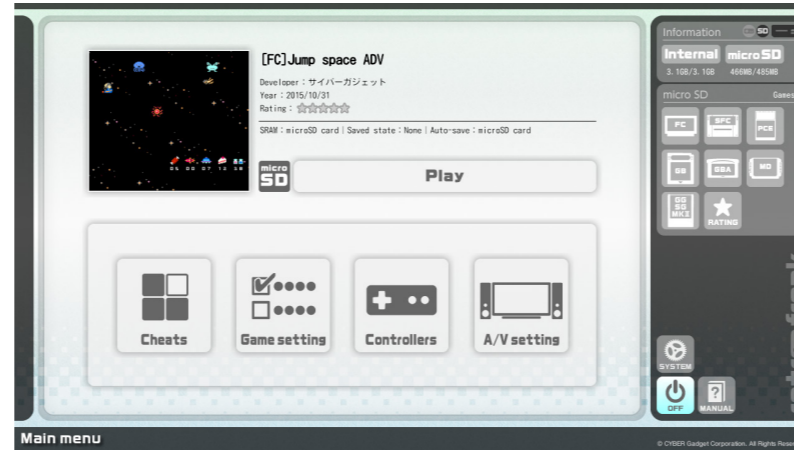 [FC]Jump space ADV
Developer：サイバーガジェット
Year：2015/10/31
Rating：☆☆☆☆☆
SRAM：microSD card | Saved state：None | Auto-save：microSD card
micro SD
Play
Cheats
Game setting
Controllers
A/V setting
Main menu
Information
SD
Internal
micro SD
3.1GB/3.1GB
466MB/485MB
micro SD
Games
FC
SFC
PCE
GB
GBA
MD
GG
SG
MKⅢ
RATING
SYSTEM
OFF
?
MANUAL
© CYBER Gadget Corporation. All Rights Rese